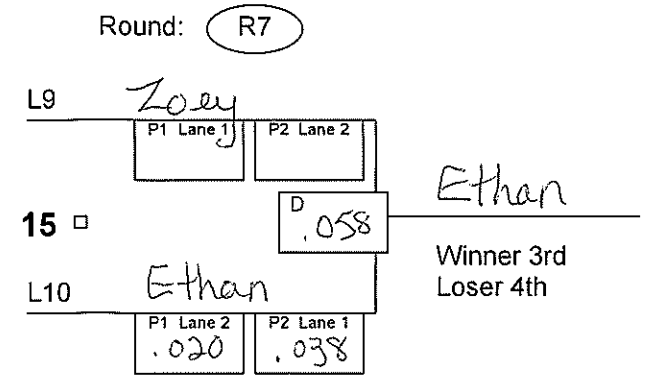 Round: R7
L9 Zoey
P1 Lane 1 P2 Lane 2
Ethan
15 D .058
Winner 3rd
Loser 4th
L10 Ethan
P1 Lane 2 P2 Lane 1
.020 .038